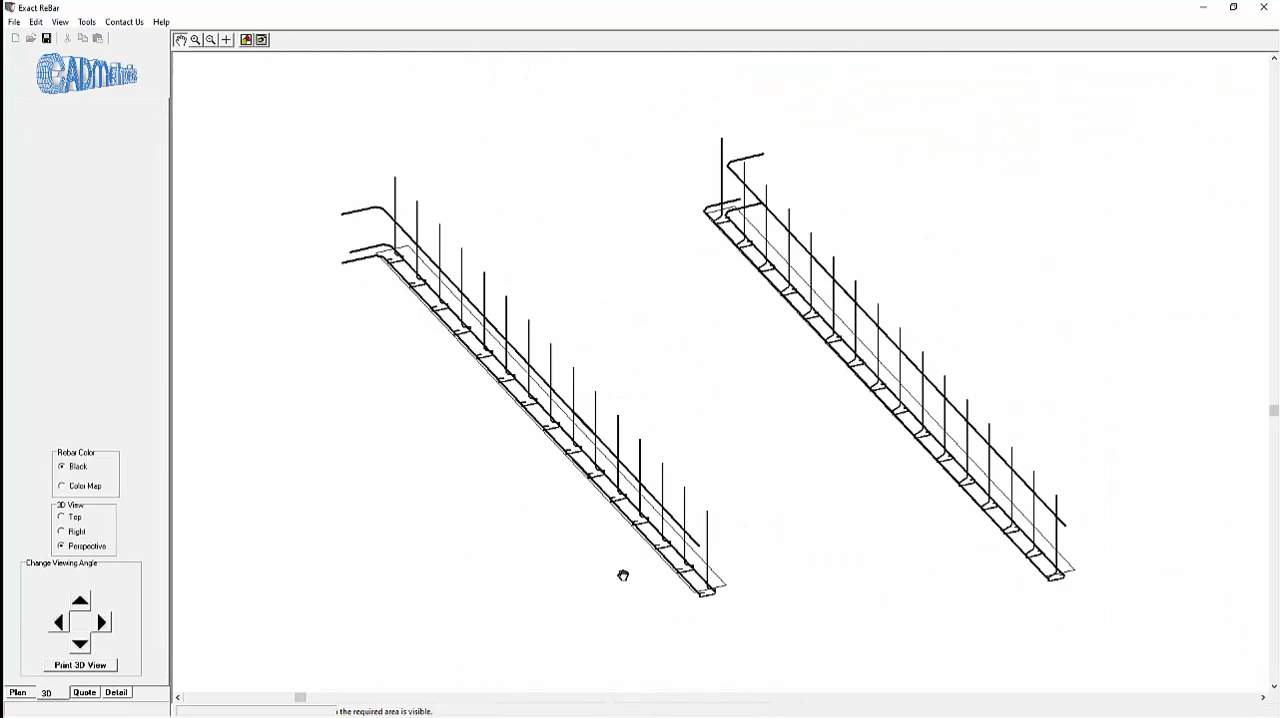 Exact ReBar
File Edit View Tools Contact Us Help
CADMetrics
Rebar Color
Black
Color Map
3D View
Top
Right
Perspective
Change Viewing Angle
Print 3D View
Plan 3D Quote Detail
the required area is visible.